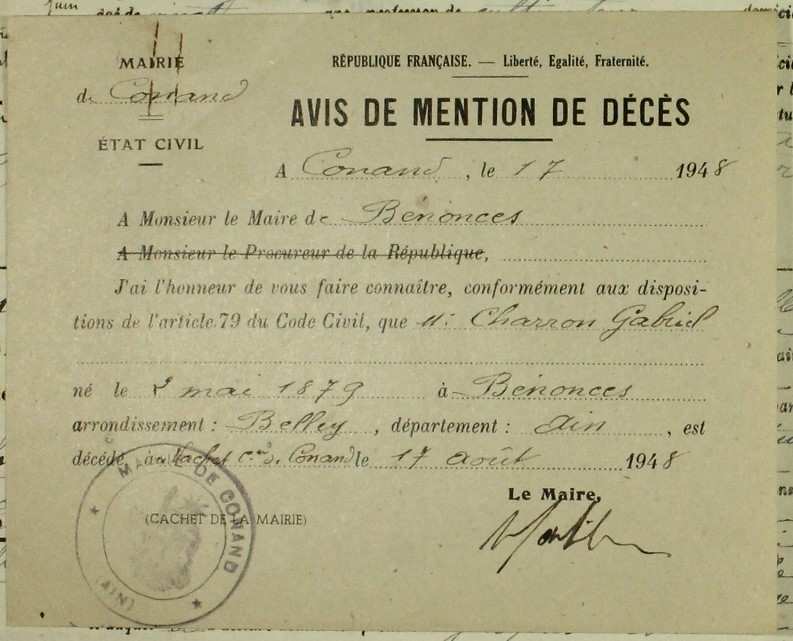 MAIRIE
de Conand
ÉTAT CIVIL
RÉPUBLIQUE FRANÇAISE. — Liberté, Egalité, Fraternité.
AVIS DE MENTION DE DÉCÈS
A Conand, le 17 1948
A Monsieur le Maire de Bénonces
A Monsieur le Procureur de la République,
J'ai l'honneur de vous faire connaître, conformément aux disposi-
tions de l'article 79 du Code Civil, que Mr Charron Gabriel
né le 2 mai 1879 à Bénonces
arrondissement : Belley, département : Ain, est
décédé, à Conand le 17 août 1948
Le Maire,
(CACHET DE LA MAIRIE)
MAIRIE DE CONAND
(AIN)